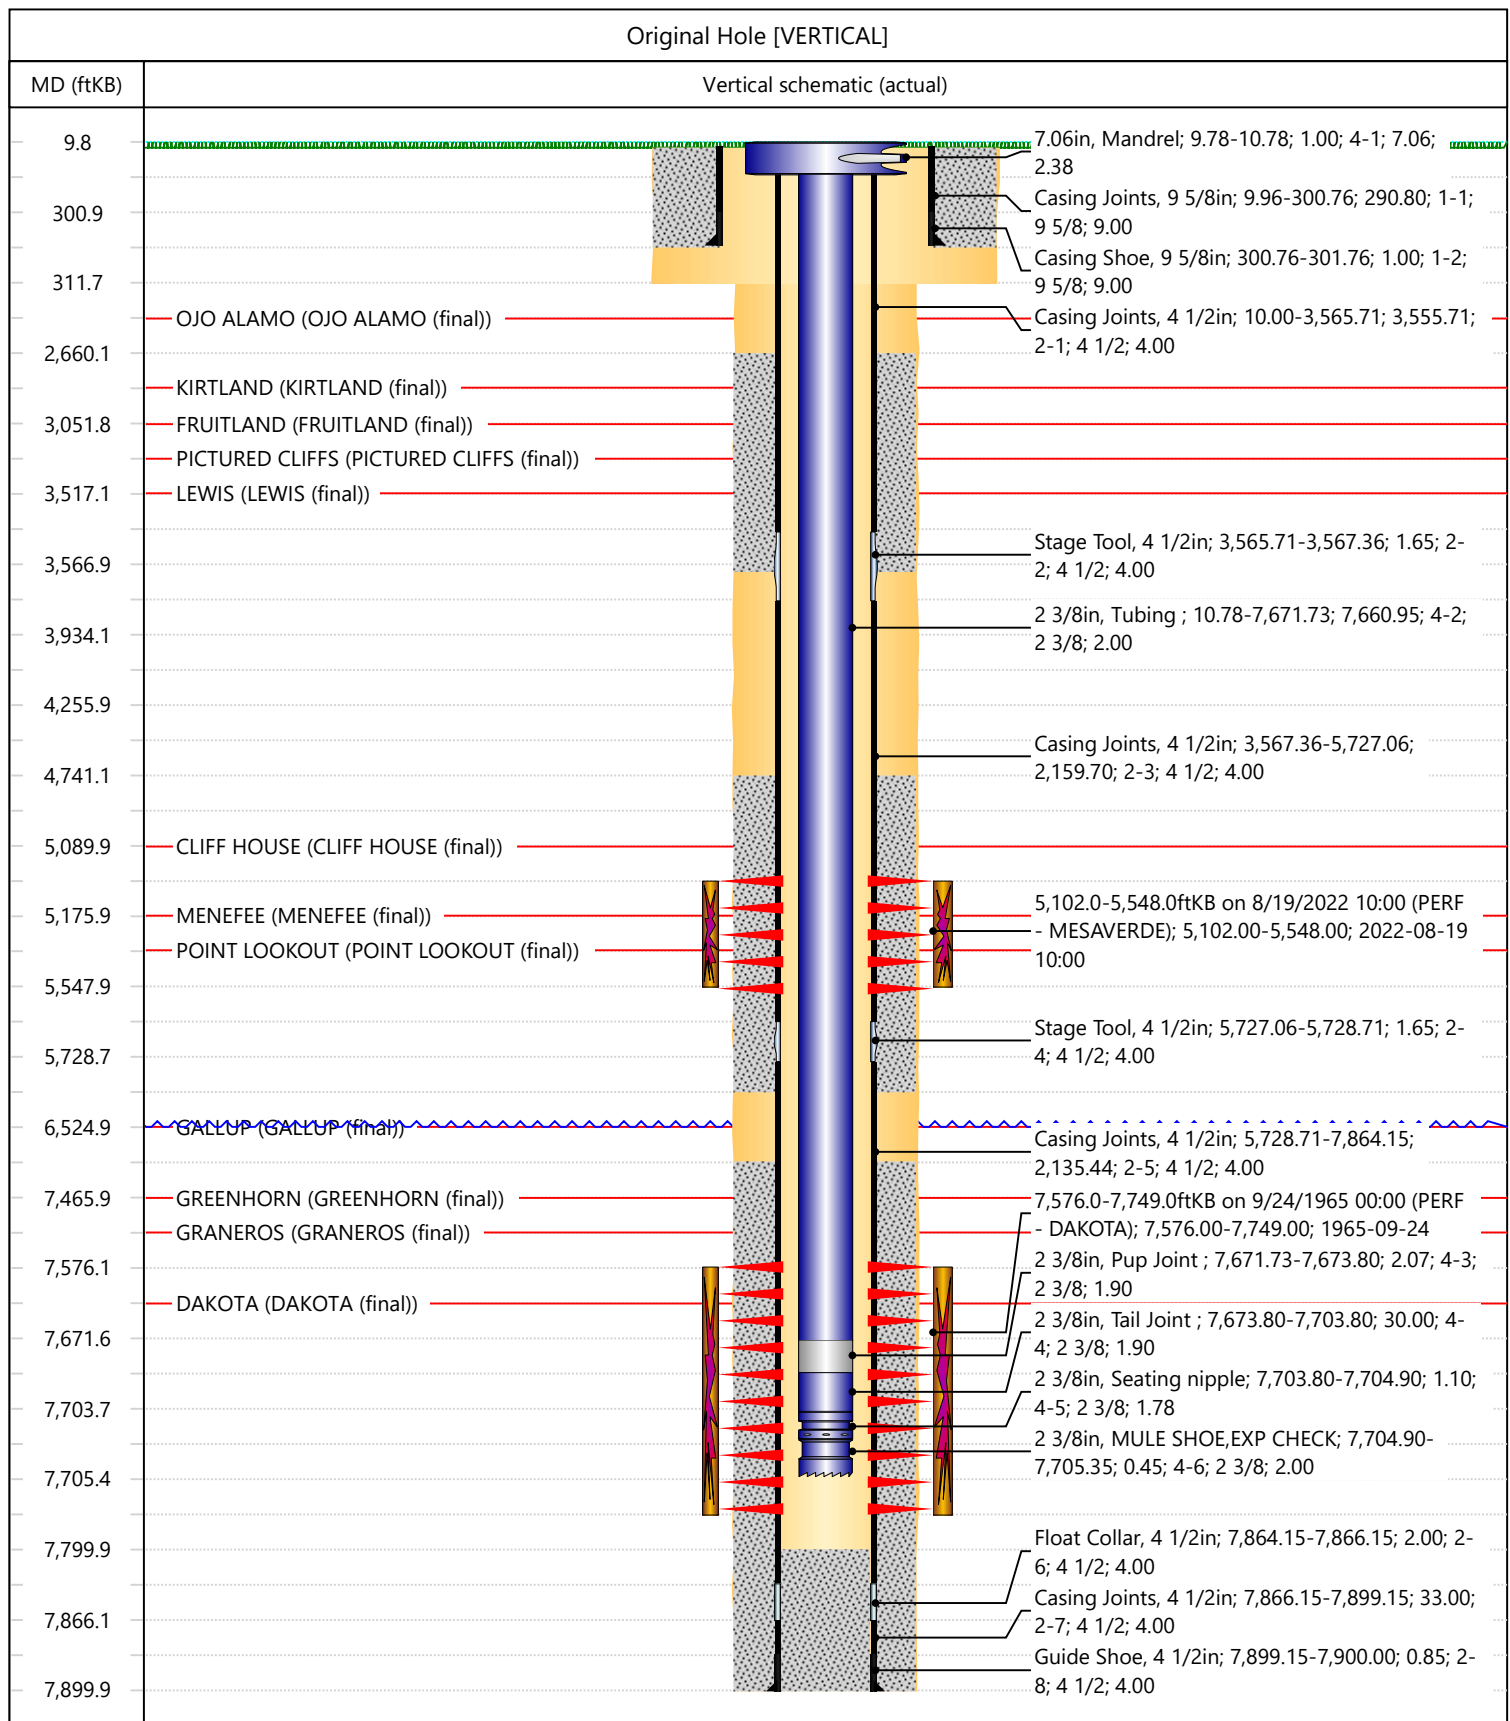 Original Hole [VERTICAL]
MD (ftKB)
Vertical schematic (actual)
9.8
300.9
311.7
2,660.1
3,051.8
3,517.1
3,566.9
3,934.1
4,255.9
4,741.1
5,089.9
5,175.9
5,547.9
5,728.7
6,524.9
7,465.9
7,576.1
7,671.6
7,703.7
7,705.4
7,799.9
7,866.1
7,899.9
OJO ALAMO (OJO ALAMO (final))
KIRTLAND (KIRTLAND (final))
FRUITLAND (FRUITLAND (final))
PICTURED CLIFFS (PICTURED CLIFFS (final))
LEWIS (LEWIS (final))
CLIFF HOUSE (CLIFF HOUSE (final))
MENEFEE (MENEFEE (final))
POINT LOOKOUT (POINT LOOKOUT (final))
GALLUP (GALLUP (final))
GREENHORN (GREENHORN (final))
GRANEROS (GRANEROS (final))
DAKOTA (DAKOTA (final))
7.06in, Mandrel; 9.78-10.78; 1.00; 4-1; 7.06;
2.38
Casing Joints, 9 5/8in; 9.96-300.76; 290.80; 1-1;
9 5/8; 9.00
Casing Shoe, 9 5/8in; 300.76-301.76; 1.00; 1-2;
9 5/8; 9.00
Casing Joints, 4 1/2in; 10.00-3,565.71; 3,555.71;
2-1; 4 1/2; 4.00
Stage Tool, 4 1/2in; 3,565.71-3,567.36; 1.65; 2-
2; 4 1/2; 4.00
2 3/8in, Tubing ; 10.78-7,671.73; 7,660.95; 4-2;
2 3/8; 2.00
Casing Joints, 4 1/2in; 3,567.36-5,727.06;
2,159.70; 2-3; 4 1/2; 4.00
5,102.0-5,548.0ftKB on 8/19/2022 10:00 (PERF
- MESAVERDE); 5,102.00-5,548.00; 2022-08-19
10:00
Stage Tool, 4 1/2in; 5,727.06-5,728.71; 1.65; 2-
4; 4 1/2; 4.00
Casing Joints, 4 1/2in; 5,728.71-7,864.15;
2,135.44; 2-5; 4 1/2; 4.00
7,576.0-7,749.0ftKB on 9/24/1965 00:00 (PERF
- DAKOTA); 7,576.00-7,749.00; 1965-09-24
2 3/8in, Pup Joint ; 7,671.73-7,673.80; 2.07; 4-3;
2 3/8; 1.90
2 3/8in, Tail Joint ; 7,673.80-7,703.80; 30.00; 4-
4; 2 3/8; 1.90
2 3/8in, Seating nipple; 7,703.80-7,704.90; 1.10;
4-5; 2 3/8; 1.78
2 3/8in, MULE SHOE,EXP CHECK; 7,704.90-
7,705.35; 0.45; 4-6; 2 3/8; 2.00
Float Collar, 4 1/2in; 7,864.15-7,866.15; 2.00; 2-
6; 4 1/2; 4.00
Casing Joints, 4 1/2in; 7,866.15-7,899.15; 33.00;
2-7; 4 1/2; 4.00
Guide Shoe, 4 1/2in; 7,899.15-7,900.00; 0.85; 2-
8; 4 1/2; 4.00